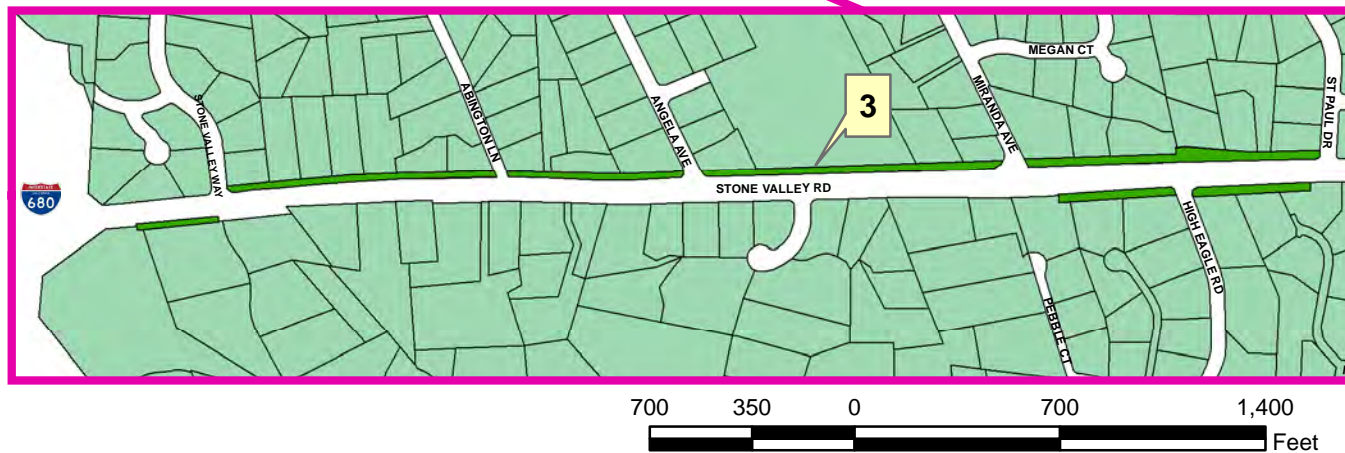 MEGAN CT
ABINGTON LN
ANGELA AVE
3
MIRANDA AVE
ST PAUL DR
STONE VALLEY WAY
STONE VALLEY RD
INTERSTATE
CALIFORNIA
680
HIGH EAGLE RD
PEBBLE CT
700 350 0 700 1,400
Feet